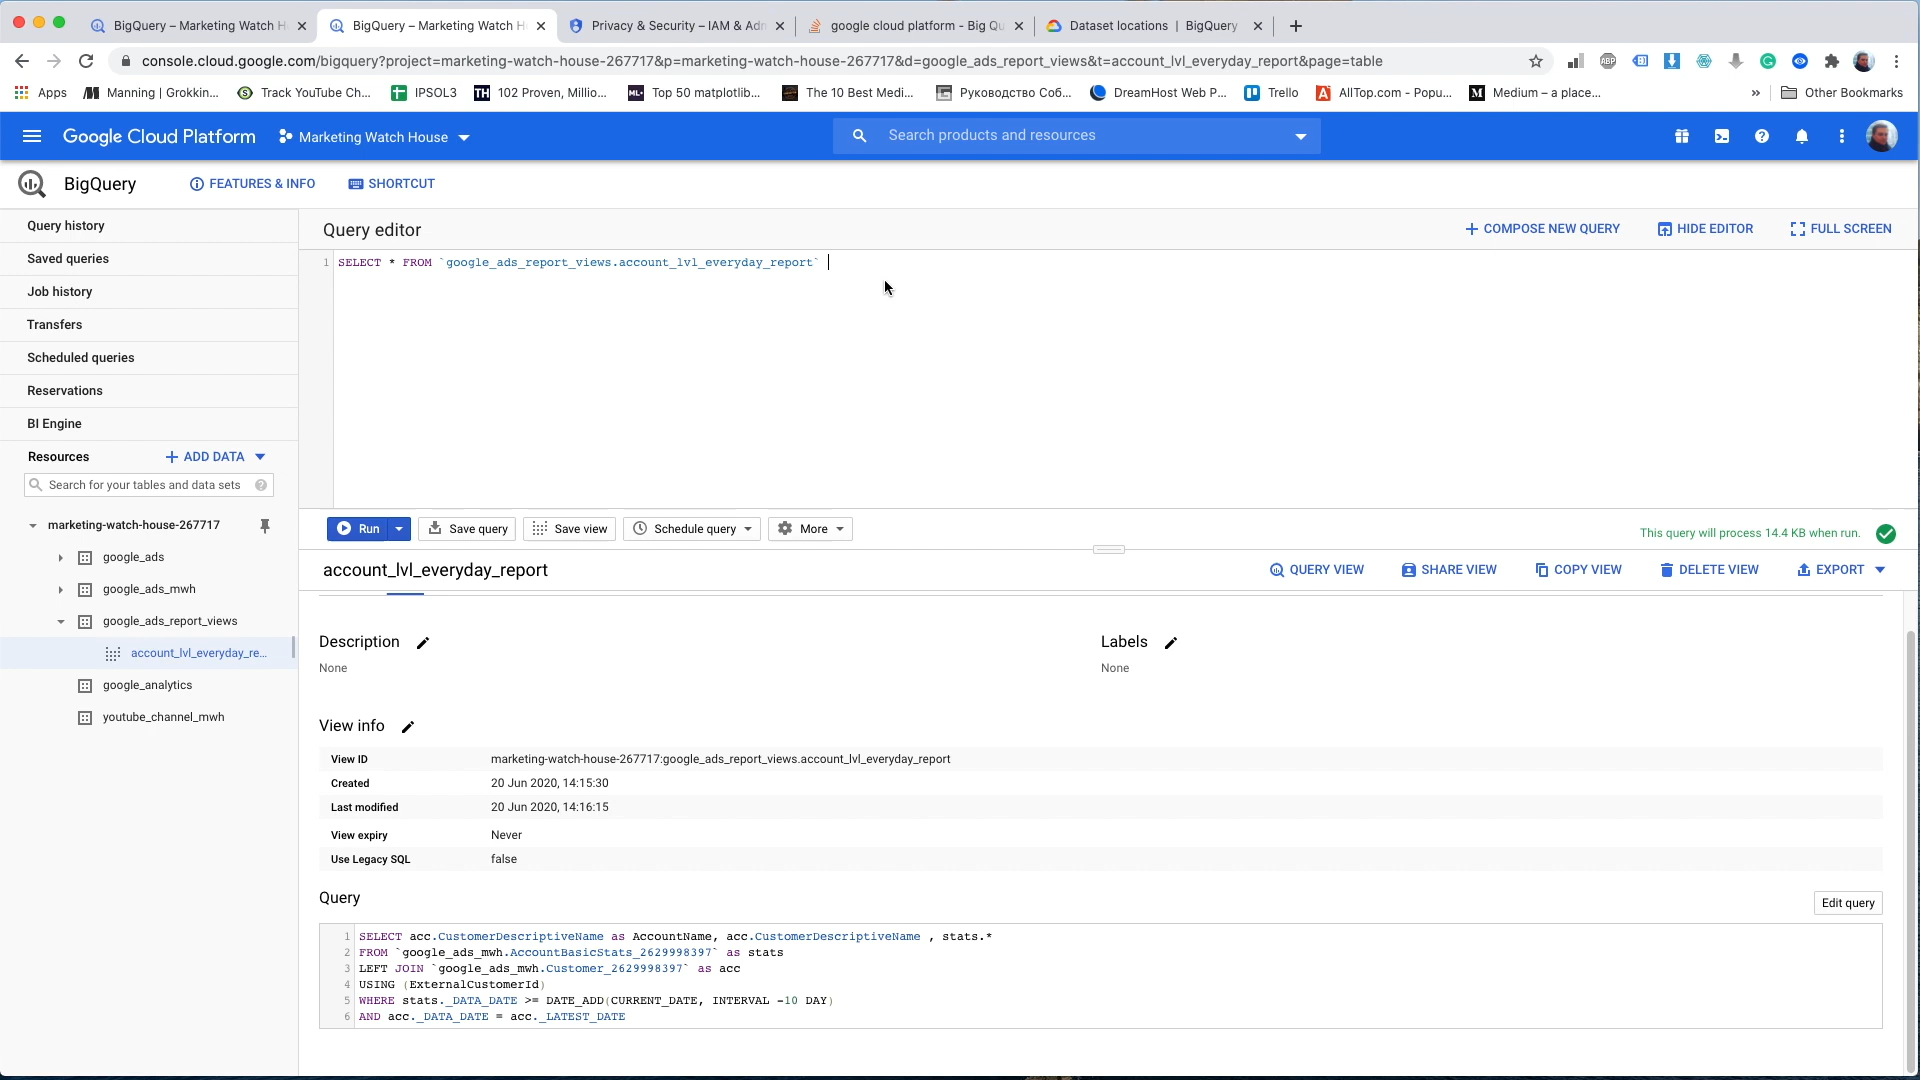 BigQuery – Marketing Watch H
BigQuery – Marketing Watch H
Privacy & Security – IAM & Adn
google cloud platform - Big Qu
Dataset locations | BigQuery
console.cloud.google.com/bigquery?project=marketing-watch-house-267717&p=marketing-watch-house-267717&d=google_ads_report_views&t=account_lvl_everyday_report&page=table
Apps
Manning | Grokkin...
Track YouTube Ch...
IPSOL3
TH 102 Proven, Millio...
ML• Top 50 matplotlib...
The 10 Best Medi...
Руководство Соб...
DreamHost Web P...
Trello
AllTop.com - Popu...
M Medium – a place...
»
Other Bookmarks
Google Cloud Platform
Marketing Watch House
Search products and resources
BigQuery
FEATURES & INFO
SHORTCUT
Query history
Saved queries
Job history
Transfers
Scheduled queries
Reservations
BI Engine
Resources
ADD DATA
Search for your tables and data sets
marketing-watch-house-267717
google_ads
google_ads_mwh
google_ads_report_views
account_lvl_everyday_re...
google_analytics
youtube_channel_mwh
Query editor
COMPOSE NEW QUERY
HIDE EDITOR
FULL SCREEN
1 SELECT * FROM `google_ads_report_views.account_lvl_everyday_report`
Run
Save query
Save view
Schedule query
More
This query will process 14.4 KB when run.
account_lvl_everyday_report
QUERY VIEW
SHARE VIEW
COPY VIEW
DELETE VIEW
EXPORT
Description
None
Labels
None
View info
View ID marketing-watch-house-267717:google_ads_report_views.account_lvl_everyday_report
Created 20 Jun 2020, 14:15:30
Last modified 20 Jun 2020, 14:16:15
View expiry Never
Use Legacy SQL false
Query
Edit query
1 SELECT acc.CustomerDescriptiveName as AccountName, acc.CustomerDescriptiveName , stats.*
2 FROM `google_ads_mwh.AccountBasicStats_2629998397` as stats
3 LEFT JOIN `google_ads_mwh.Customer_2629998397` as acc
4 USING (ExternalCustomerId)
5 WHERE stats._DATA_DATE >= DATE_ADD(CURRENT_DATE, INTERVAL -10 DAY)
6 AND acc._DATA_DATE = acc._LATEST_DATE